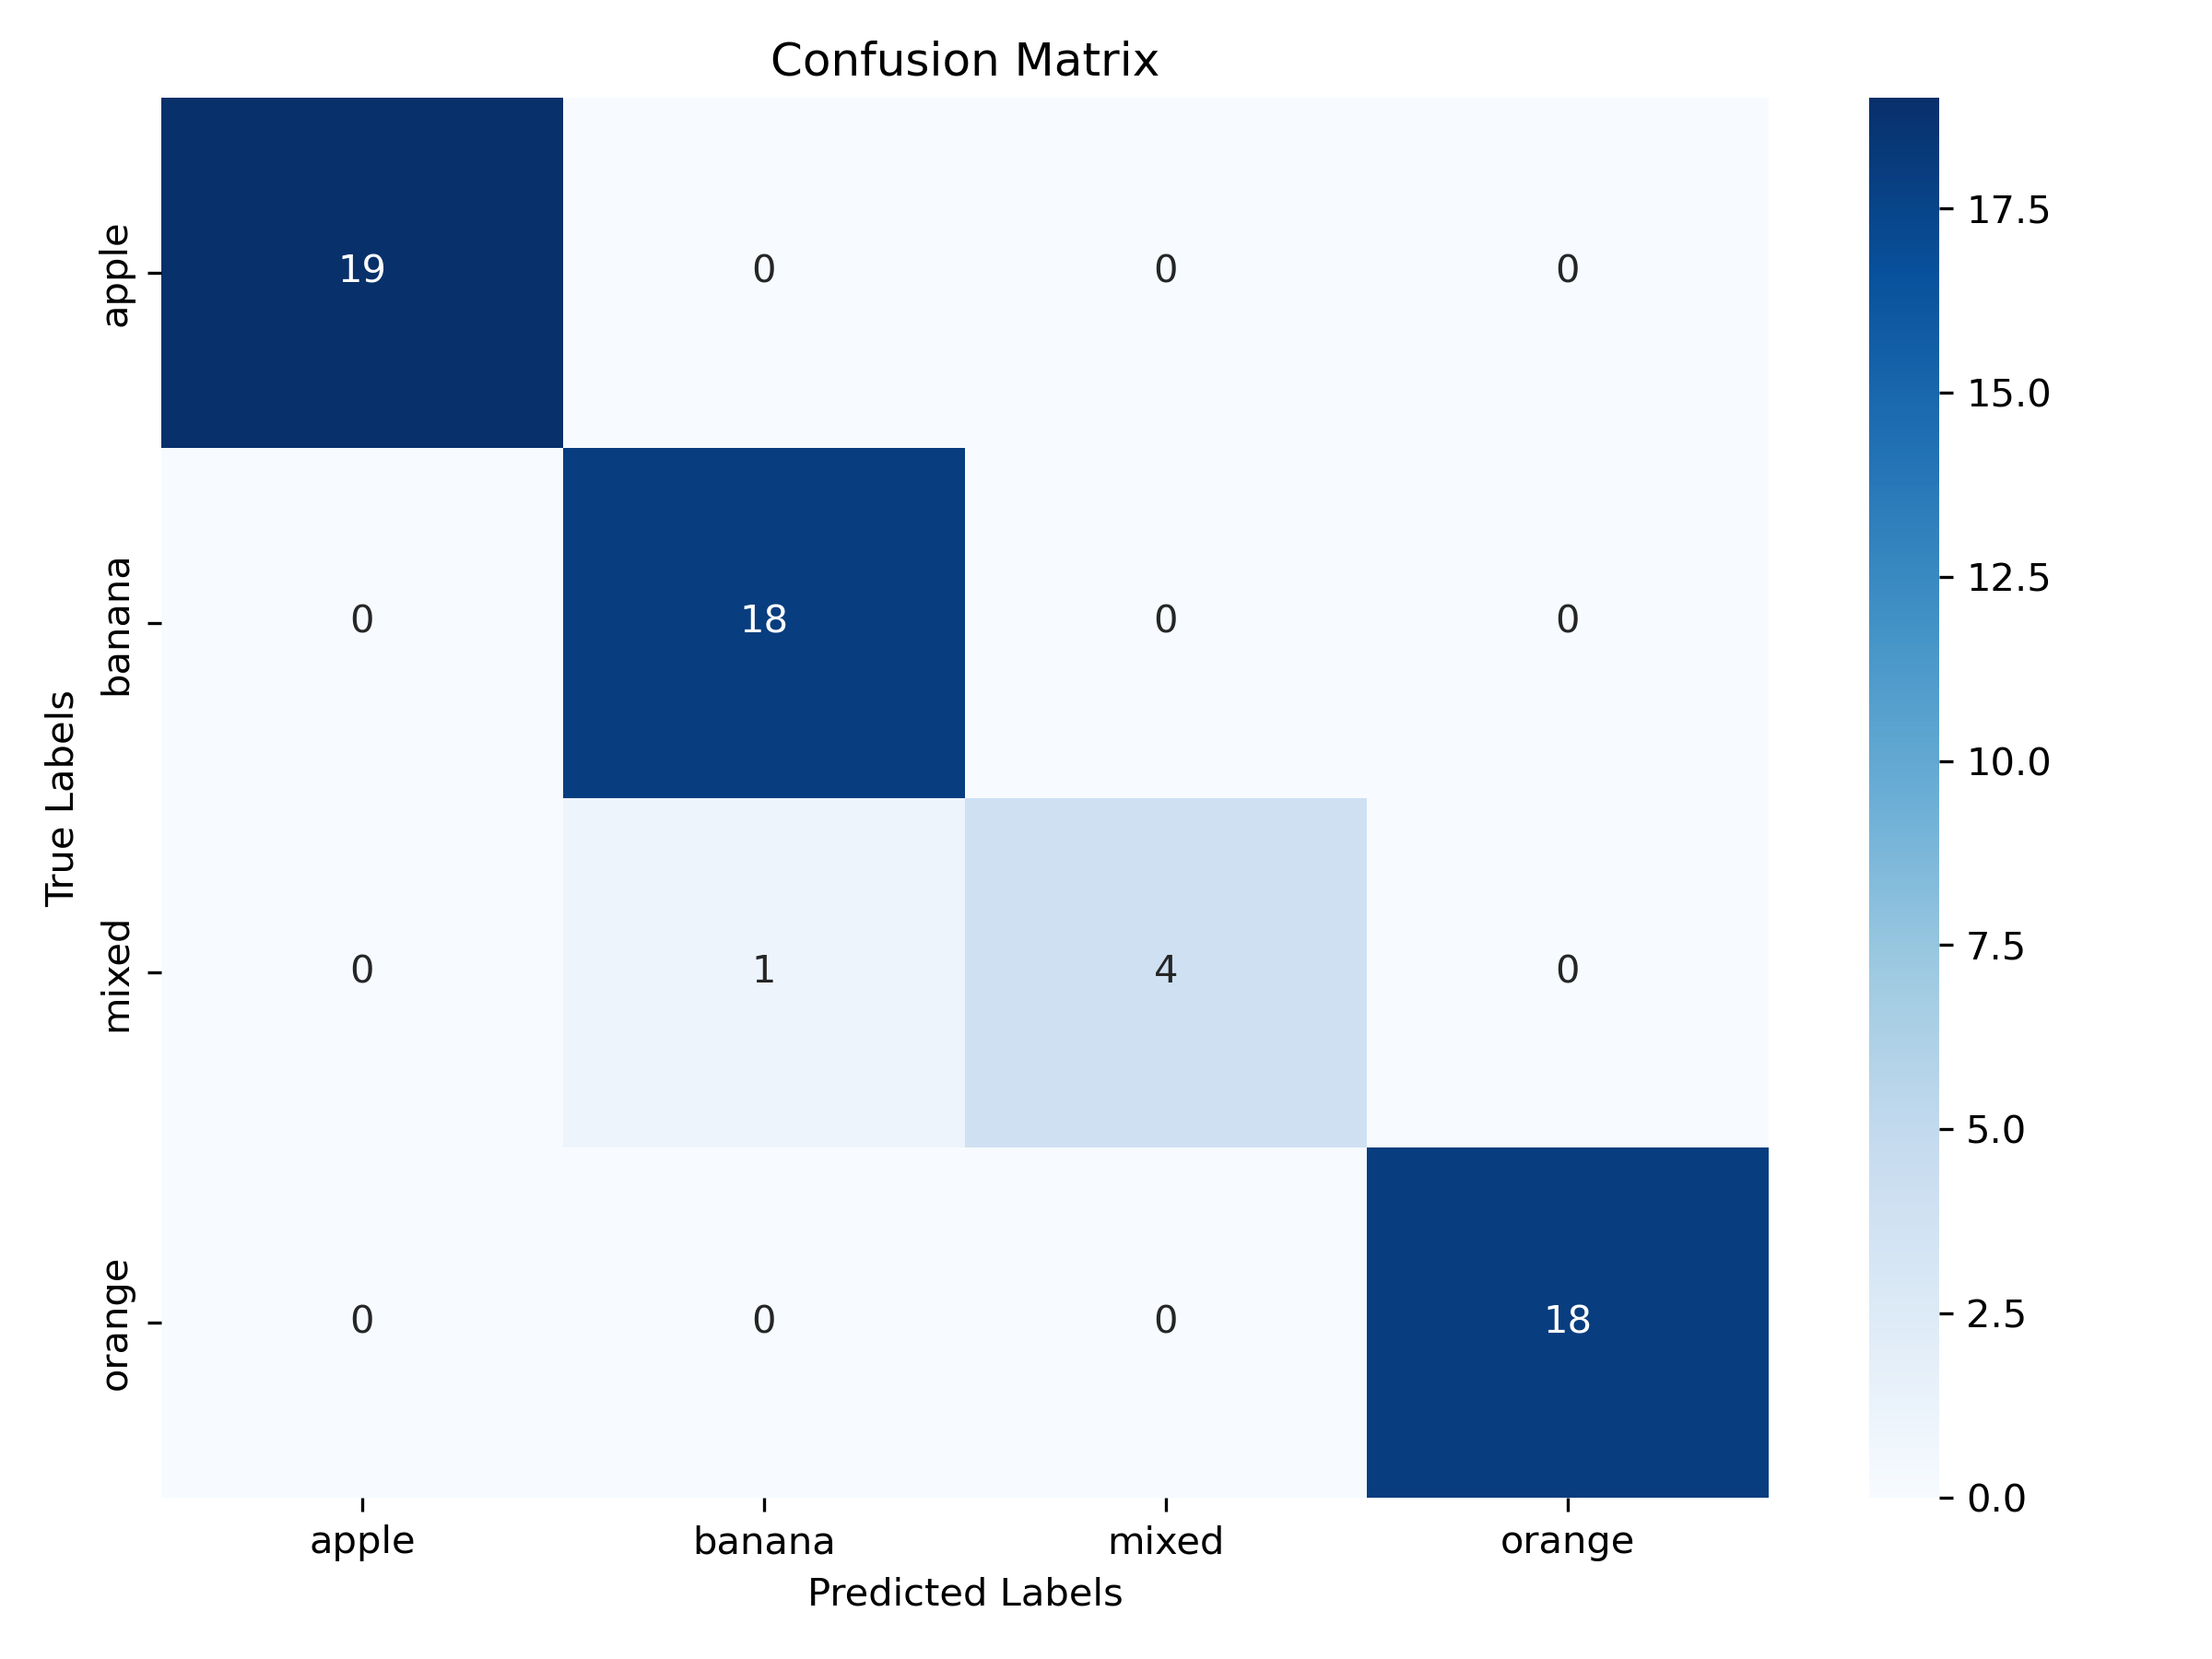 Confusion Matrix
True Labels
apple 19 0 0 0
banana 0 18 0 0
mixed 0 1 4 0
orange 0 0 0 18
apple banana mixed orange
Predicted Labels
17.5
15.0
12.5
10.0
7.5
5.0
2.5
0.0